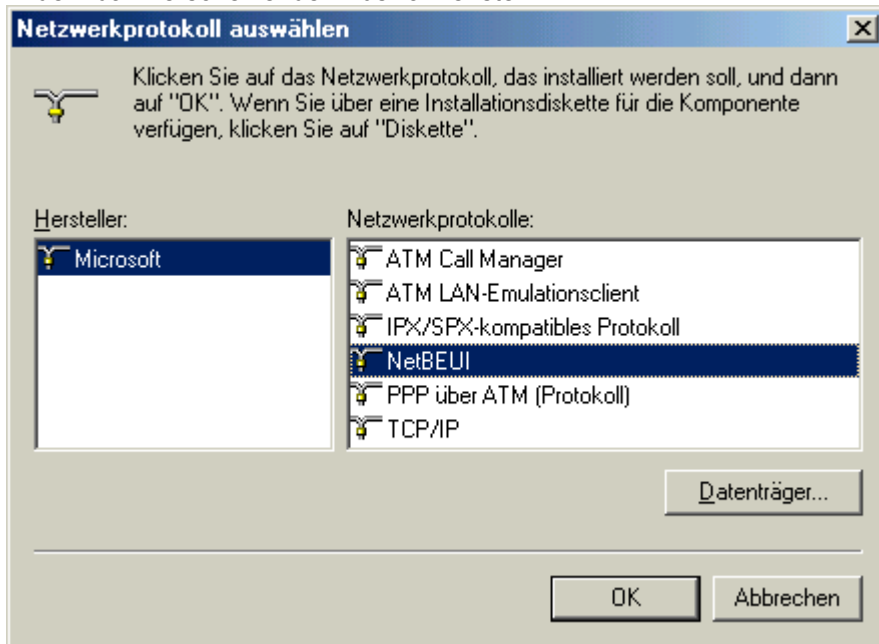 Netzwerkprotokoll auswählen
Klicken Sie auf das Netzwerkprotokoll, das installiert werden soll, und dann
auf "OK". Wenn Sie über eine Installationsdiskette für die Komponente
verfügen, klicken Sie auf "Diskette".
Hersteller:
Microsoft
Netzwerkprotokolle:
ATM Call Manager
ATM LAN-Emulationsclient
IPX/SPX-kompatibles Protokoll
NetBEUI
PPP über ATM (Protokoll)
TCP/IP
Datenträger...
OK
Abbrechen